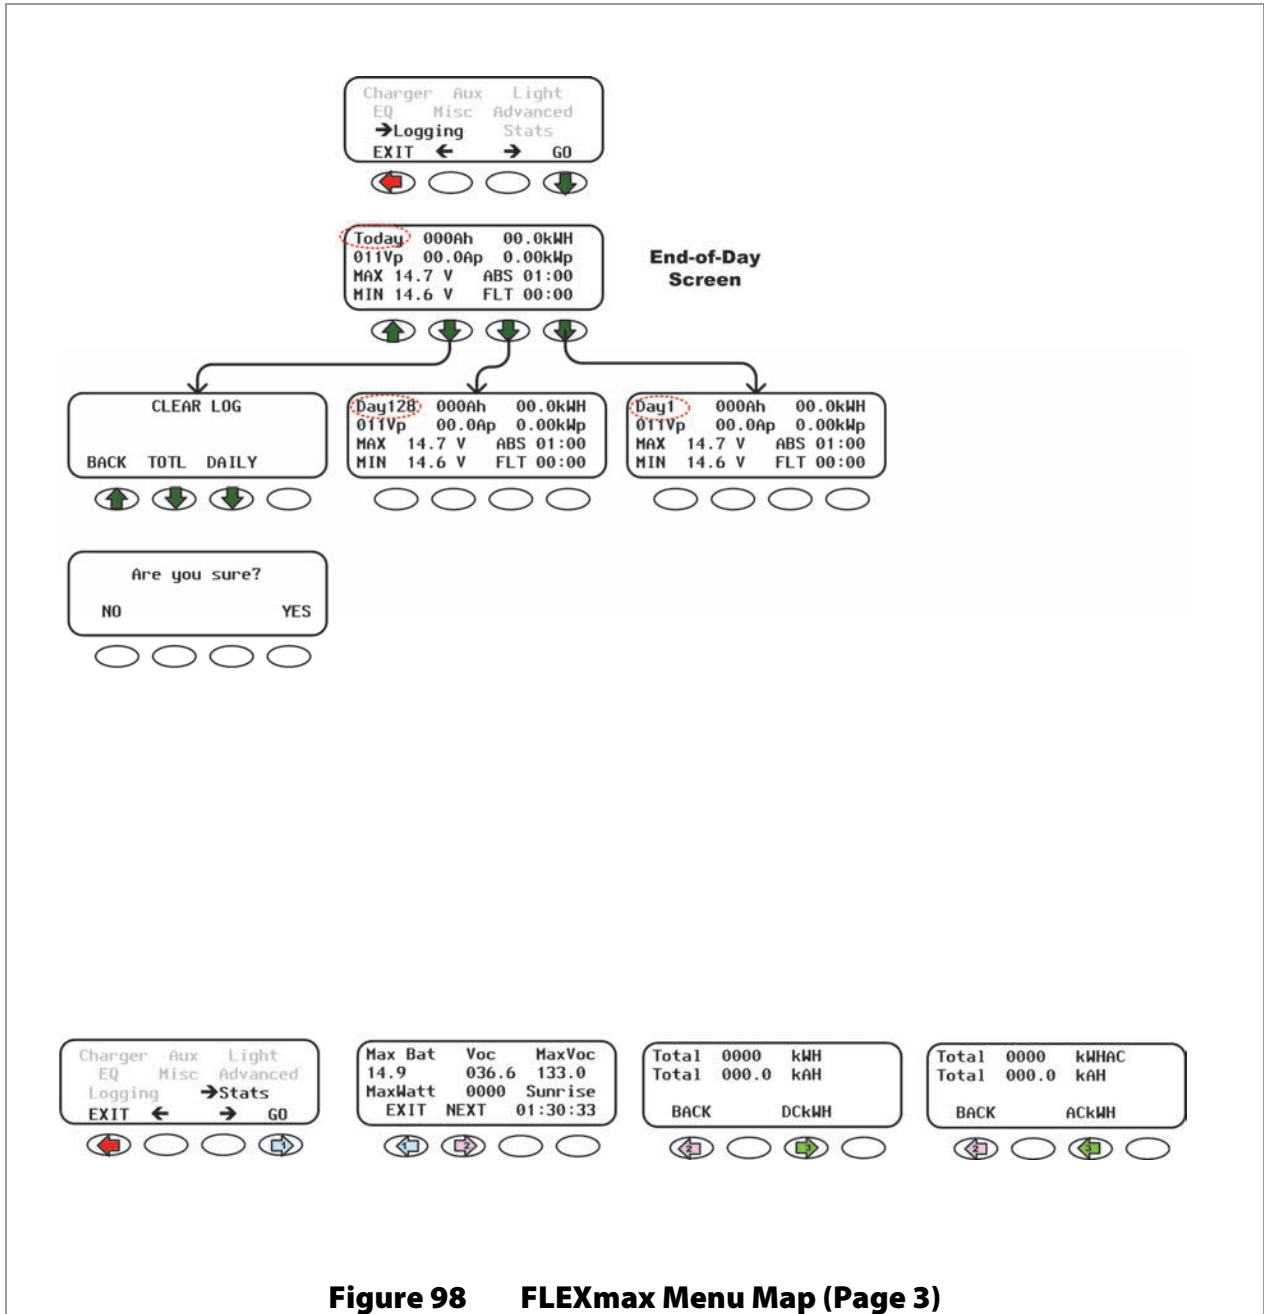 Charger Aux Light
EQ Misc Advanced
→Logging Stats
EXIT ← → GO
Today 000Ah 00.0kWH
011Vp 00.0Ap 0.00kWp
MAX 14.7 V ABS 01:00
MIN 14.6 V FLT 00:00
End-of-Day
Screen
CLEAR LOG
BACK TOTL DAILY
Day128 000Ah 00.0kWH
011Vp 00.0Ap 0.00kWp
MAX 14.7 V ABS 01:00
MIN 14.6 V FLT 00:00
Day1 000Ah 00.0kWH
011Vp 00.0Ap 0.00kWp
MAX 14.7 V ABS 01:00
MIN 14.6 V FLT 00:00
Are you sure?
NO YES
Charger Aux Light
EQ Misc Advanced
Logging →Stats
EXIT ← → GO
1
Max Bat Voc MaxVoc
14.9 036.6 133.0
MaxWatt 0000 Sunrise
EXIT NEXT 01:30:33
1 2
Total 0000 kWH
Total 000.0 kAH
BACK DCkWH
2 3
Total 0000 kWHAC
Total 000.0 kAH
BACK ACkWH
2 3
Figure 98 FLEXmax Menu Map (Page 3)